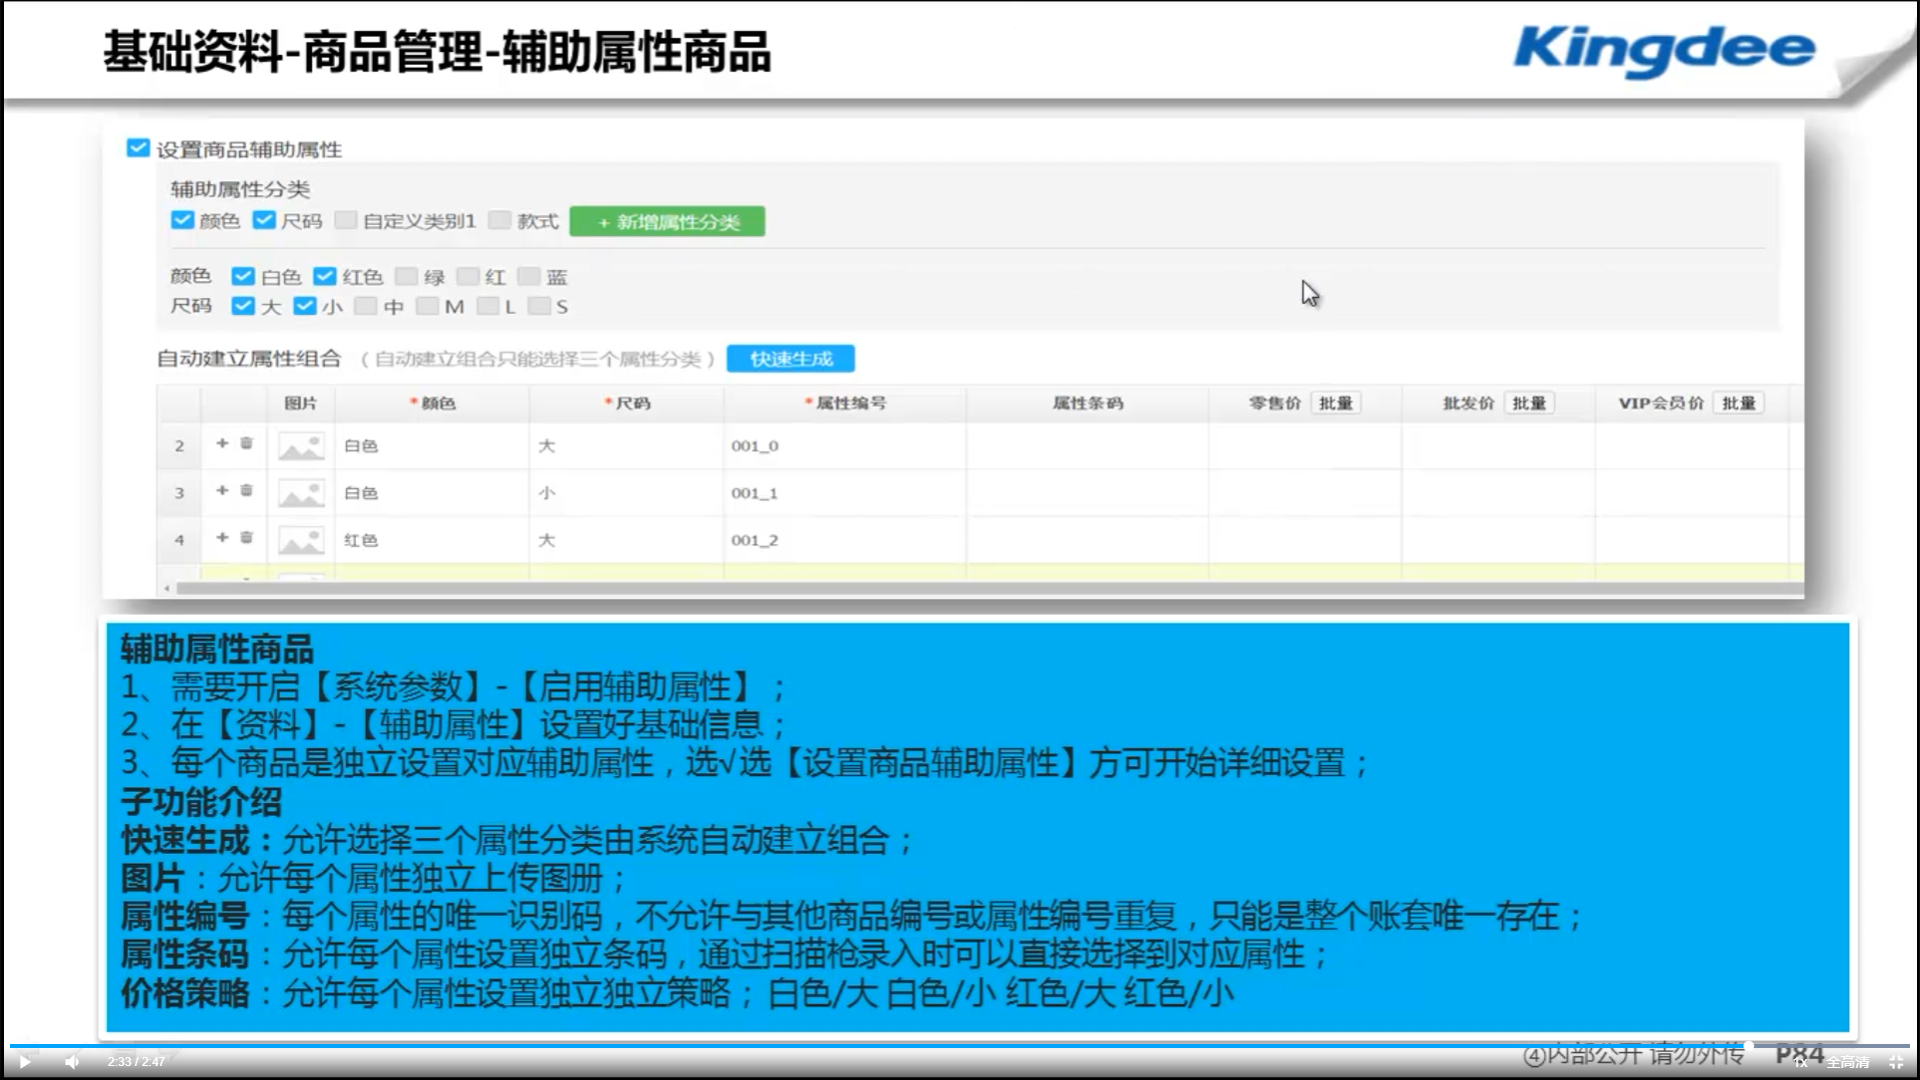 基础资料-商品管理-辅助属性商品
Kingdee
设置商品辅助属性
辅助属性分类
颜色 尺码 自定义类别1 款式 + 新增属性分类
颜色 白色 红色 绿 红 蓝
尺码 大 小 中 M L S
自动建立属性组合 （自动建立组合只能选择三个属性分类） 快速生成
图片 *颜色 *尺码 *属性编号 属性条码 零售价 批量 批发价 批量 VIP会员价 批量
2 白色 大 001_0
3 白色 小 001_1
4 红色 大 001_2
辅助属性商品
1、需要开启【系统参数】-【启用辅助属性】；
2、在【资料】-【辅助属性】设置好基础信息；
3、每个商品是独立设置对应辅助属性，选√选【设置商品辅助属性】方可开始详细设置；
子功能介绍
快速生成：允许选择三个属性分类由系统自动建立组合；
图片：允许每个属性独立上传图册；
属性编号：每个属性的唯一识别码，不允许与其他商品编号或属性编号重复，只能是整个账套唯一存在；
属性条码：允许每个属性设置独立条码，通过扫描枪录入时可以直接选择到对应属性；
价格策略：允许每个属性设置独立独立策略；白色/大 白色/小 红色/大 红色/小
2:33 / 2:47
④内部公开 请勿外传 P84
1x 全高清